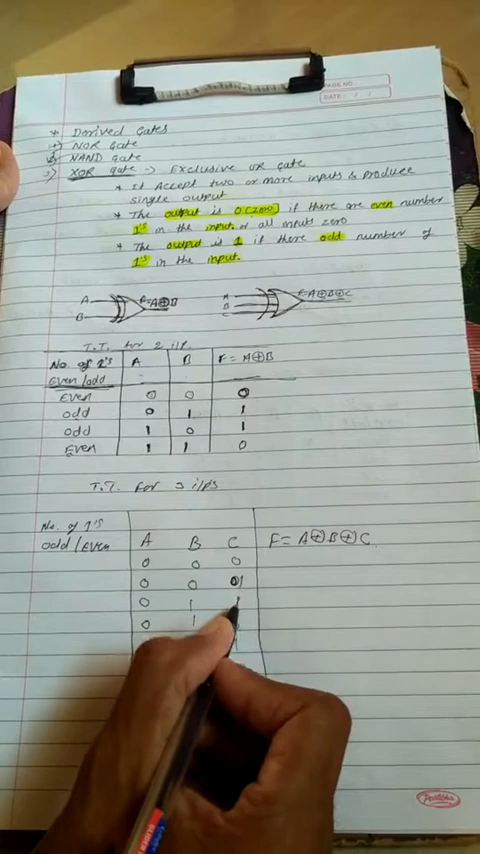 PAGE NO.
DATE: / /
* Derived Gates
NOR Gate
NAND Gate
XOR gate -> Exclusive OR gate
* It Accept two or more inputs & produce
single output
* The output is 0 (zero) if there are even number
1's in the input or all inputs zero
* The output is 1 if there odd number of
1's in the input.
A
B
F=A⊕B
A
B
C
F=A⊕B⊕C
T.T. for 2 i/p
No of 1's A B F = A⊕B
Even/odd
Even 0 0 0
odd 0 1 1
odd 1 0 1
Even 1 1 0
T.T. For 3 i/ps
No. of 1's
odd/Even A B C F = A⊕B⊕C
0 0 0
0 0 1
0 1 1
0 1
Pratibha